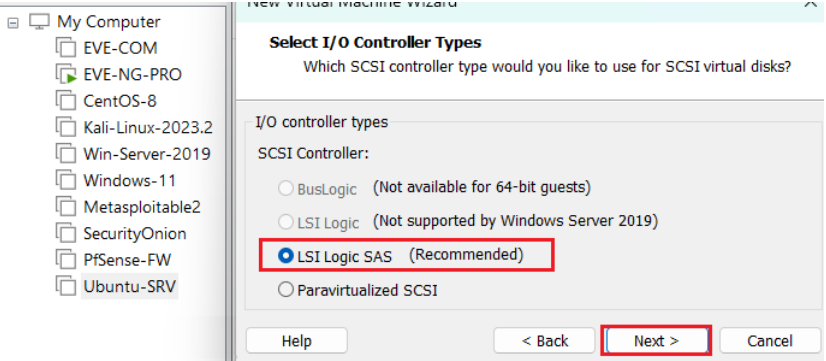 My Computer
EVE-COM
EVE-NG-PRO
CentOS-8
Kali-Linux-2023.2
Win-Server-2019
Windows-11
Metasploitable2
SecurityOnion
PfSense-FW
Ubuntu-SRV
New Virtual Machine Wizard
Select I/O Controller Types
Which SCSI controller type would you like to use for SCSI virtual disks?
I/O controller types
SCSI Controller:
BusLogic (Not available for 64-bit guests)
LSI Logic (Not supported by Windows Server 2019)
LSI Logic SAS (Recommended)
Paravirtualized SCSI
Help < Back Next > Cancel